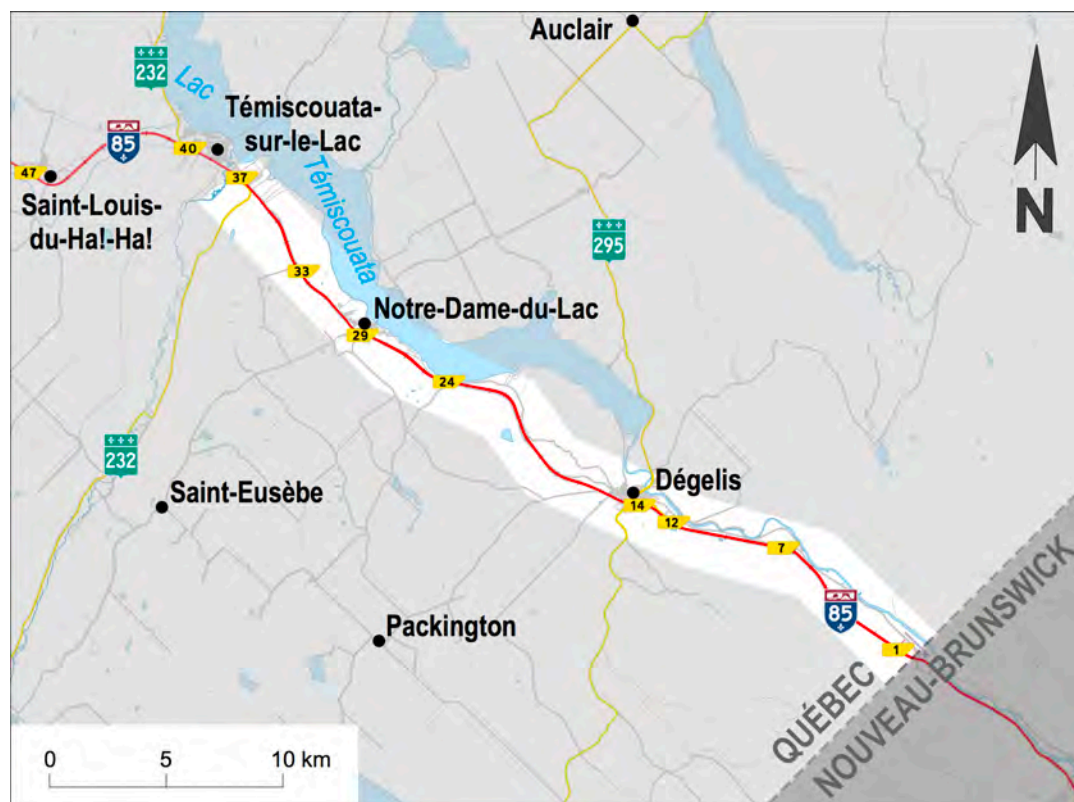 Auclair
232
Lac
Témiscouata-
sur-le-Lac
85
40
47
37
Saint-Louis-
du-Ha!-Ha!
Témiscouata
N
295
33
Notre-Dame-du-Lac
29
24
232
Saint-Eusèbe
Dégelis
14
12
7
85
Packington
1
QUÉBEC
NOUVEAU-BRUNSWICK
0 5 10 km